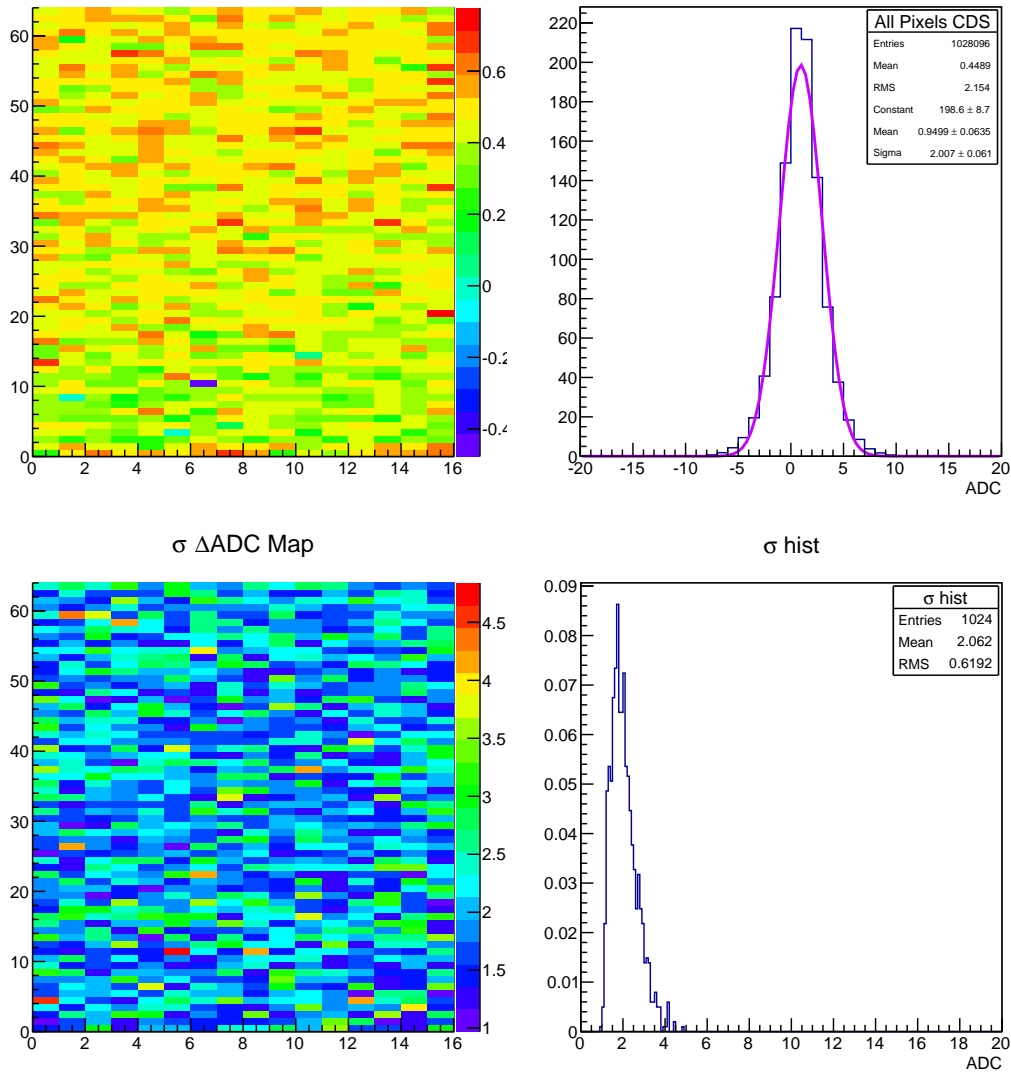 60
50
40
30
20
10
0
0 2 4 6 8 10 12 14 16
0.6
0.4
0.2
0
-0.2
-0.4
220
200
180
160
140
120
100
80
60
40
20
0
-20 -15 -10 -5 0 5 10 15 20
ADC
All Pixels CDS
Entries 1028096
Mean 0.4489
RMS 2.154
Constant 198.6 ± 8.7
Mean 0.9499 ± 0.0635
Sigma 2.007 ± 0.061
σ ΔADC Map
60
50
40
30
20
10
0
0 2 4 6 8 10 12 14 16
4.5
4
3.5
3
2.5
2
1.5
1
σ hist
0.09
0.08
0.07
0.06
0.05
0.04
0.03
0.02
0.01
0
0 2 4 6 8 10 12 14 16 18 20
ADC
σ hist
Entries 1024
Mean 2.062
RMS 0.6192